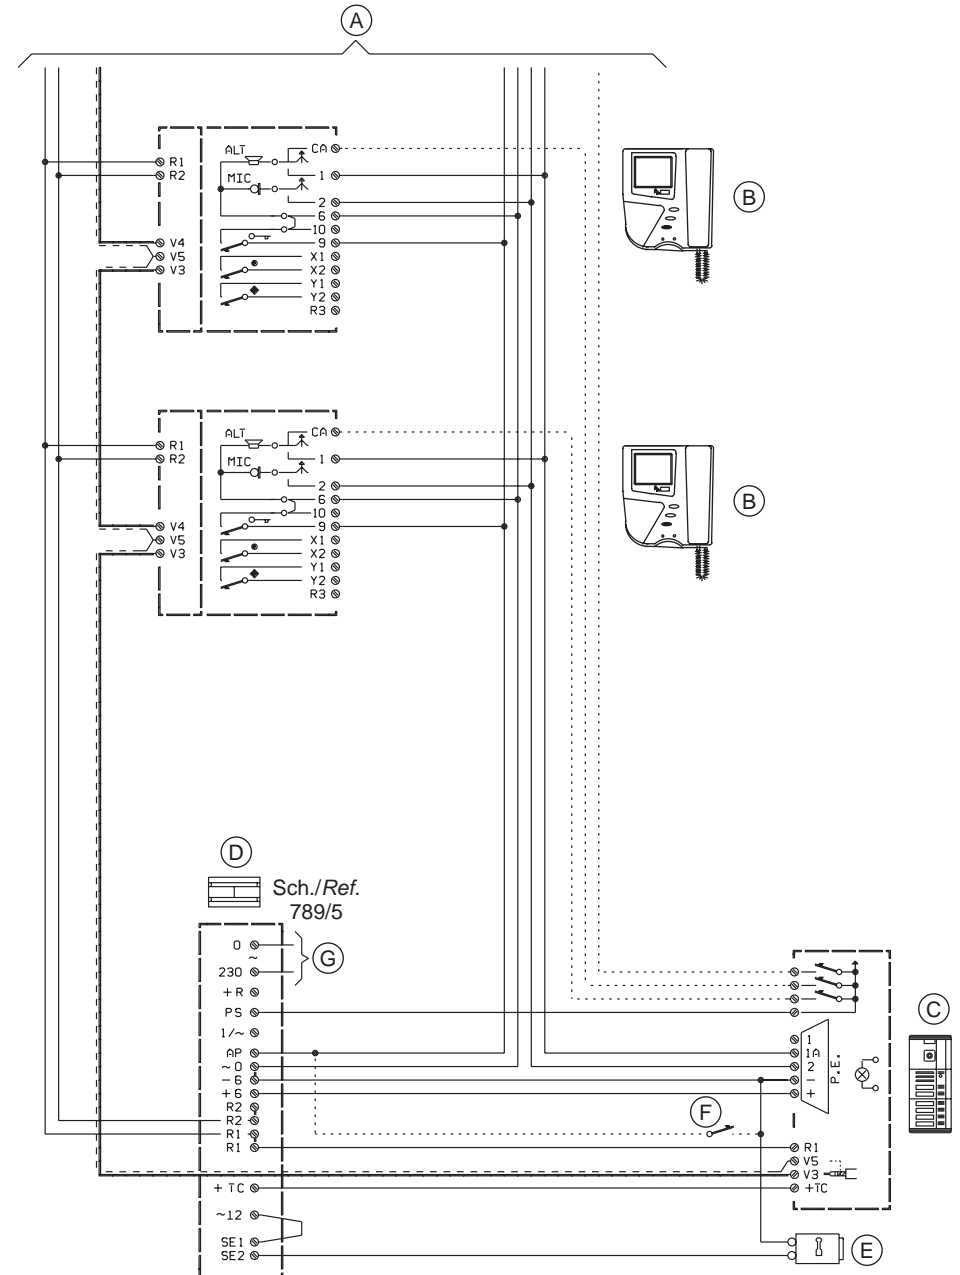 A
ALT
CA
R1
R2
MIC
1
2
6
10
9
V4
V5
V3
X1
X2
Y1
Y2
R3
B
ALT
CA
R1
R2
MIC
1
2
6
10
9
V4
V5
V3
X1
X2
Y1
Y2
R3
B
D
Sch./Ref.
789/5
0
~
230
G
+R
PS
1/~
AP
~0
-6
+6
R2
R2
R1
R1
+TC
~12
SE1
SE2
F
C
1
1A
2
-
+
P.E.
R1
V5
V3
+TC
E